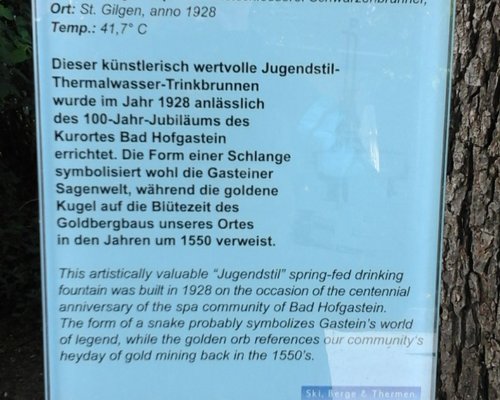 Schwarzenbrunner,
Ort: St. Gilgen, anno 1928
Temp.: 41,7° C
Dieser künstlerisch wertvolle Jugendstil-
Thermalwasser-Trinkbrunnen
wurde im Jahr 1928 anlässlich
des 100-Jahr-Jubiläums des
Kurortes Bad Hofgastein
errichtet. Die Form einer Schlange
symbolisiert wohl die Gasteiner
Sagenwelt, während die goldene
Kugel auf die Blütezeit des
Goldbergbaus unseres Ortes
in den Jahren um 1550 verweist.
This artistically valuable "Jugendstil" spring-fed drinking
fountain was built in 1928 on the occasion of the centennial
anniversary of the spa community of Bad Hofgastein.
The form of a snake probably symbolizes Gastein's world
of legend, while the golden orb references our community's
heyday of gold mining back in the 1550's.
Ski, Berge & Thermen.